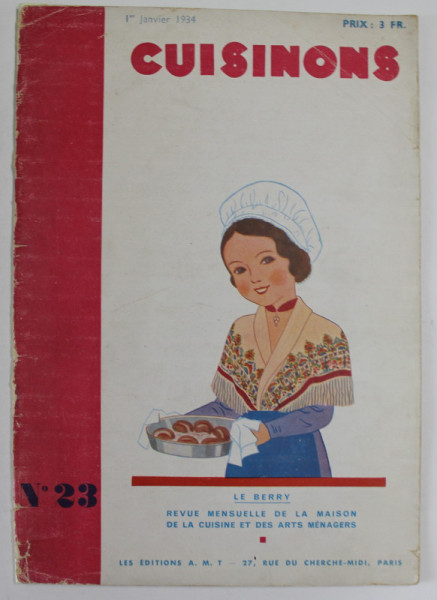 1er janvier 1934
PRIX : 3 FR.
CUISINONS
N° 23
LE BERRY
REVUE MENSUELLE DE LA MAISON
DE LA CUISINE ET DES ARTS MÉNAGERS
LES ÉDITIONS A. M. T - 27, RUE DU CHERCHE-MIDI, PARIS